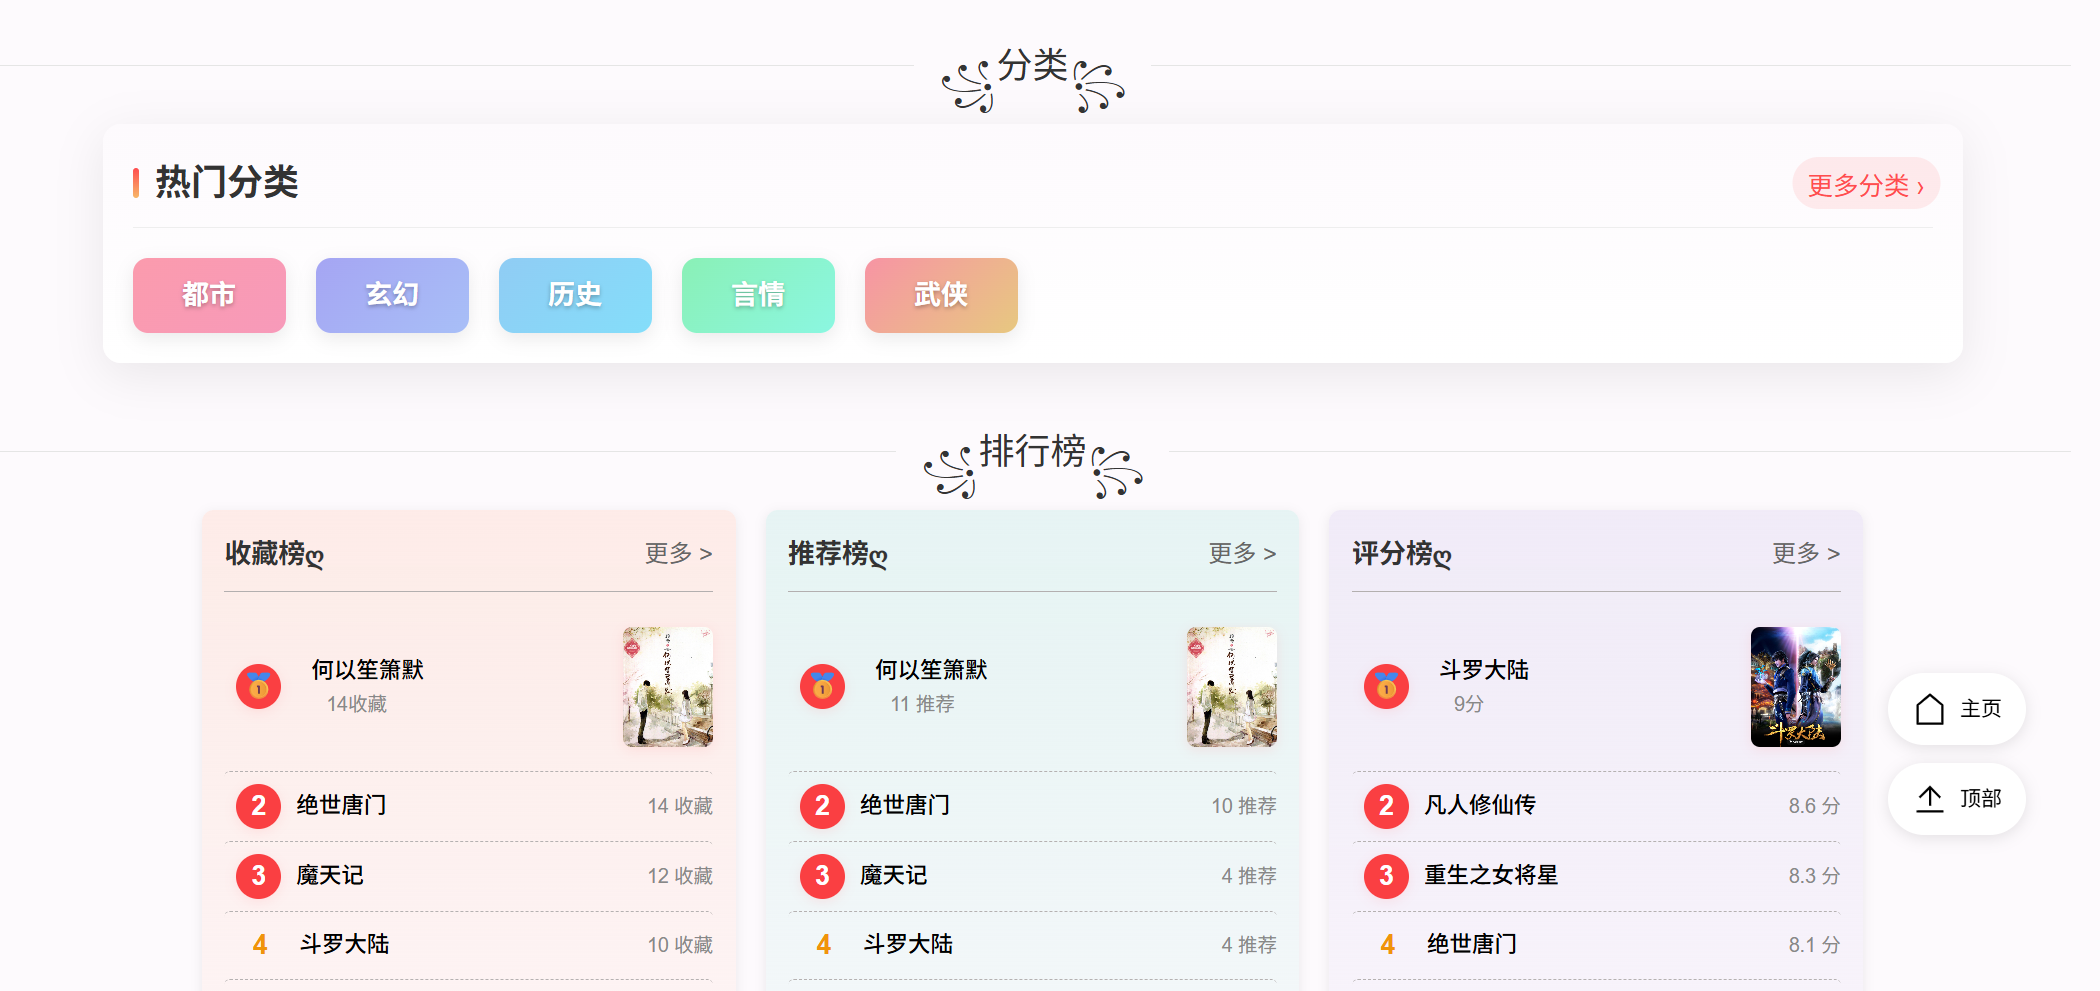 分类
热门分类
更多分类 ›
都市
玄幻
历史
言情
武侠
排行榜
收藏榜ღ
更多 >
何以笙箫默
14收藏
2 绝世唐门 14 收藏
3 魔天记 12 收藏
4 斗罗大陆 10 收藏
推荐榜ღ
更多 >
何以笙箫默
11 推荐
2 绝世唐门 10 推荐
3 魔天记 4 推荐
4 斗罗大陆 4 推荐
评分榜ღ
更多 >
1
斗罗大陆
9分
斗罗大陆
2 凡人修仙传 8.6 分
3 重生之女将星 8.3 分
4 绝世唐门 8.1 分
主页
顶部